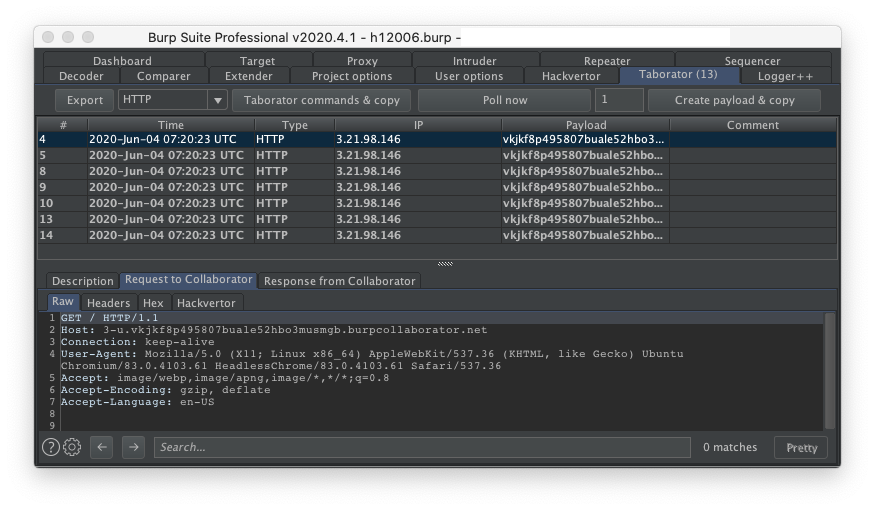 Burp Suite Professional v2020.4.1 - h12006.burp -
Dashboard Target Proxy Intruder Repeater Sequencer
Decoder Comparer Extender Project options User options Hackvertor Taborator (13) Logger++
Export HTTP Taborator commands & copy Poll now 1 Create payload & copy
# Time Type IP Payload Comment
4 2020-Jun-04 07:20:23 UTC HTTP 3.21.98.146 vkjkf8p495807buale52hbo3...
5 2020-Jun-04 07:20:23 UTC HTTP 3.21.98.146 vkjkf8p495807buale52hbo...
8 2020-Jun-04 07:20:23 UTC HTTP 3.21.98.146 vkjkf8p495807buale52hbo...
9 2020-Jun-04 07:20:23 UTC HTTP 3.21.98.146 vkjkf8p495807buale52hbo...
10 2020-Jun-04 07:20:23 UTC HTTP 3.21.98.146 vkjkf8p495807buale52hbo...
13 2020-Jun-04 07:20:23 UTC HTTP 3.21.98.146 vkjkf8p495807buale52hbo...
14 2020-Jun-04 07:20:23 UTC HTTP 3.21.98.146 vkjkf8p495807buale52hbo...
Description Request to Collaborator Response from Collaborator
Raw Headers Hex Hackvertor
1 GET / HTTP/1.1
2 Host: 3-u.vkjkf8p495807buale52hbo3musmgb.burpcollaborator.net
3 Connection: keep-alive
4 User-Agent: Mozilla/5.0 (X11; Linux x86_64) AppleWebKit/537.36 (KHTML, like Gecko) Ubuntu
Chromium/83.0.4103.61 HeadlessChrome/83.0.4103.61 Safari/537.36
5 Accept: image/webp,image/apng,image/*,*/*;q=0.8
6 Accept-Encoding: gzip, deflate
7 Accept-Language: en-US
8
9
? ← → Search... 0 matches Pretty